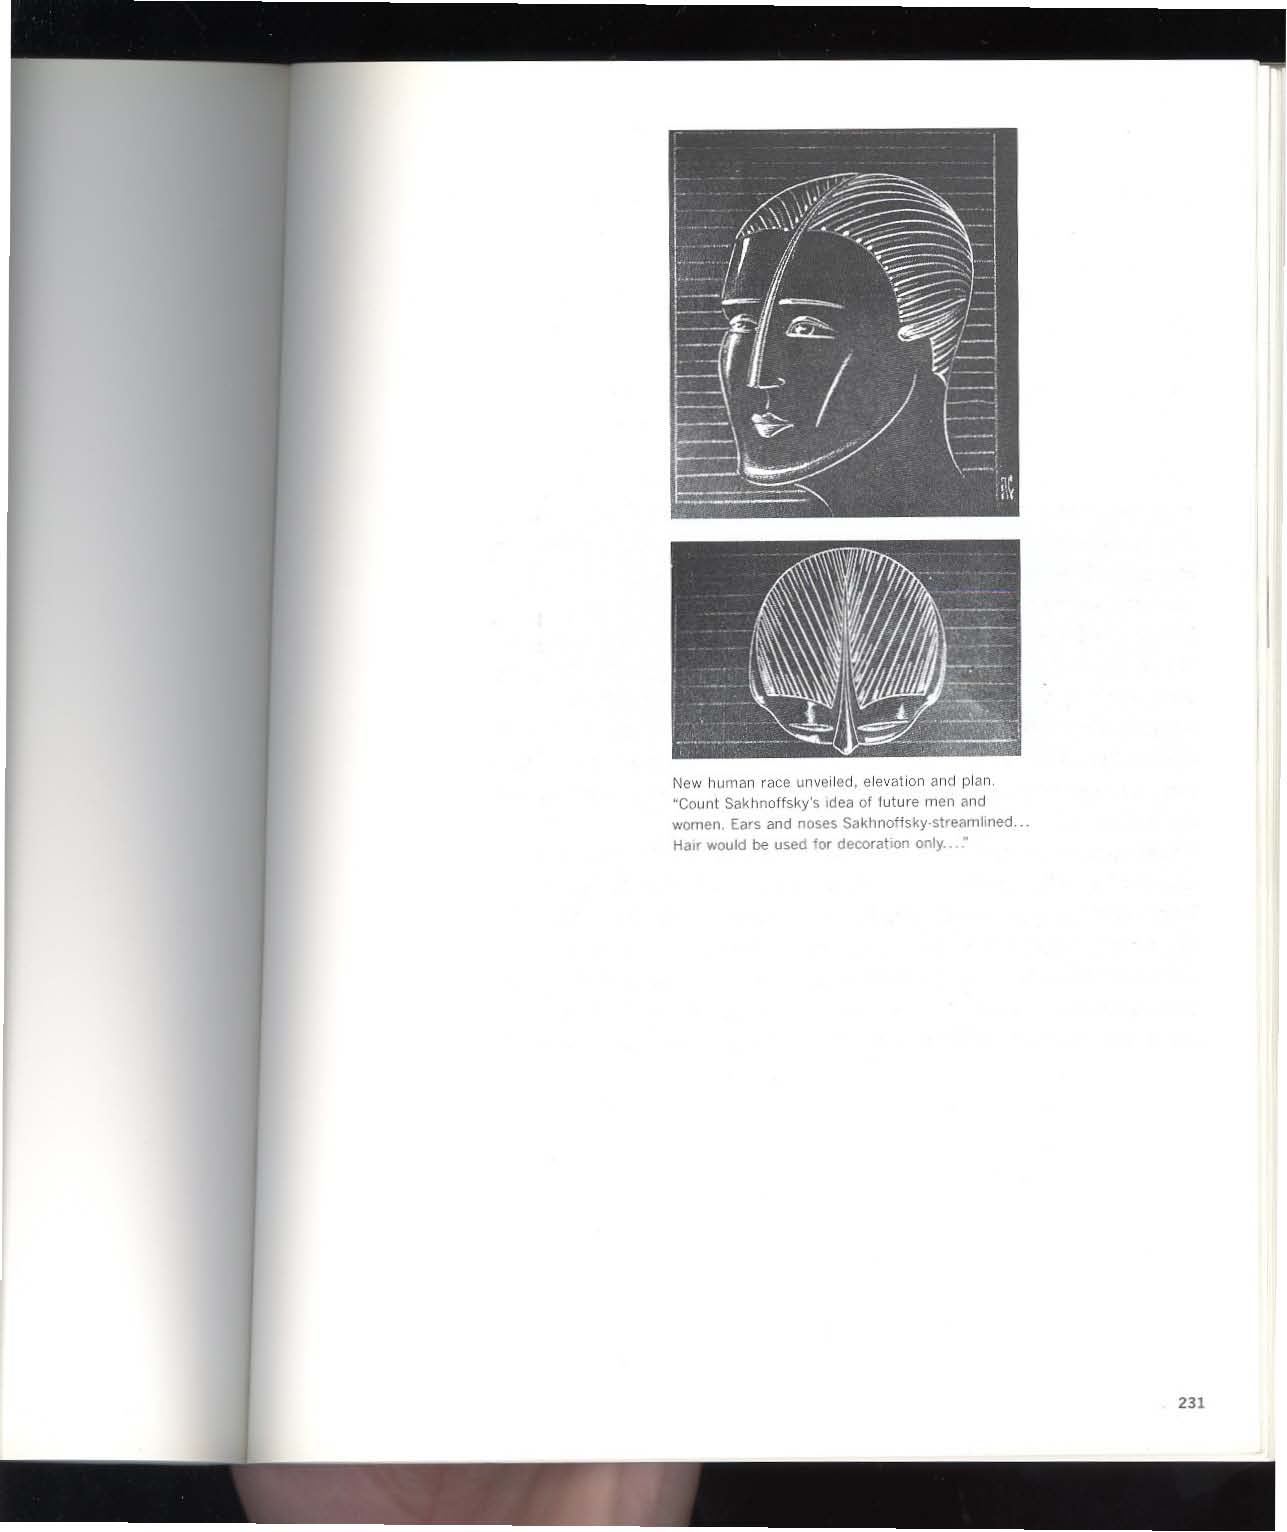 New human race unveiled, elevation and plan.
"Count Sakhnoffsky's idea of future men and
women. Ears and noses Sakhnoffsky-streamlined...
Hair would be used for decoration only...."
231